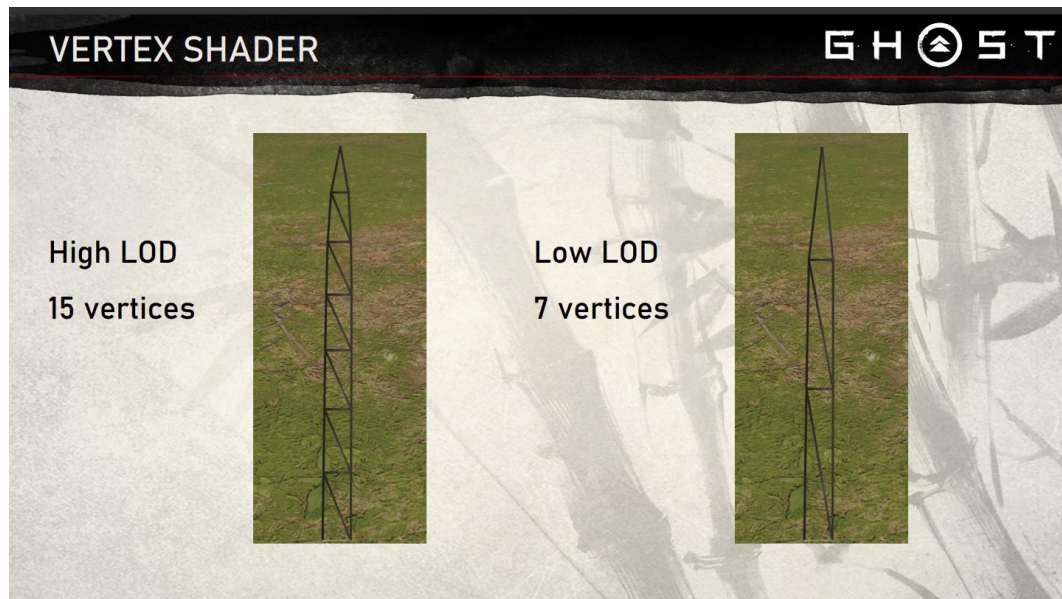 VERTEX SHADER
GHOST
High LOD
15 vertices
Low LOD
7 vertices